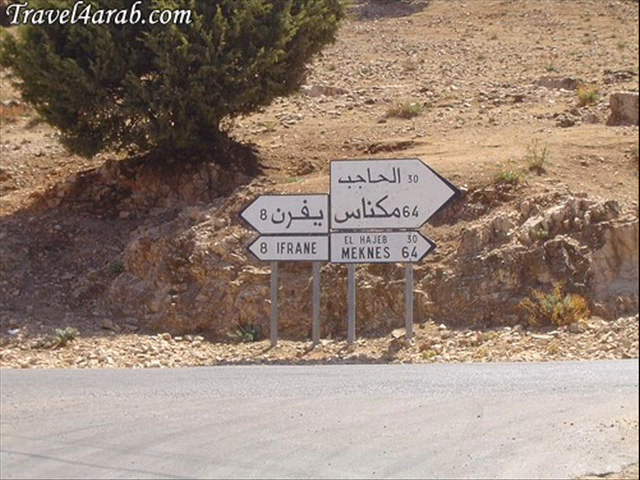 Travel4arab.com
8 يفرن
8 IFRANE
الحاجب 30
مكناس 64
EL HAJEB 30
MEKNES 64